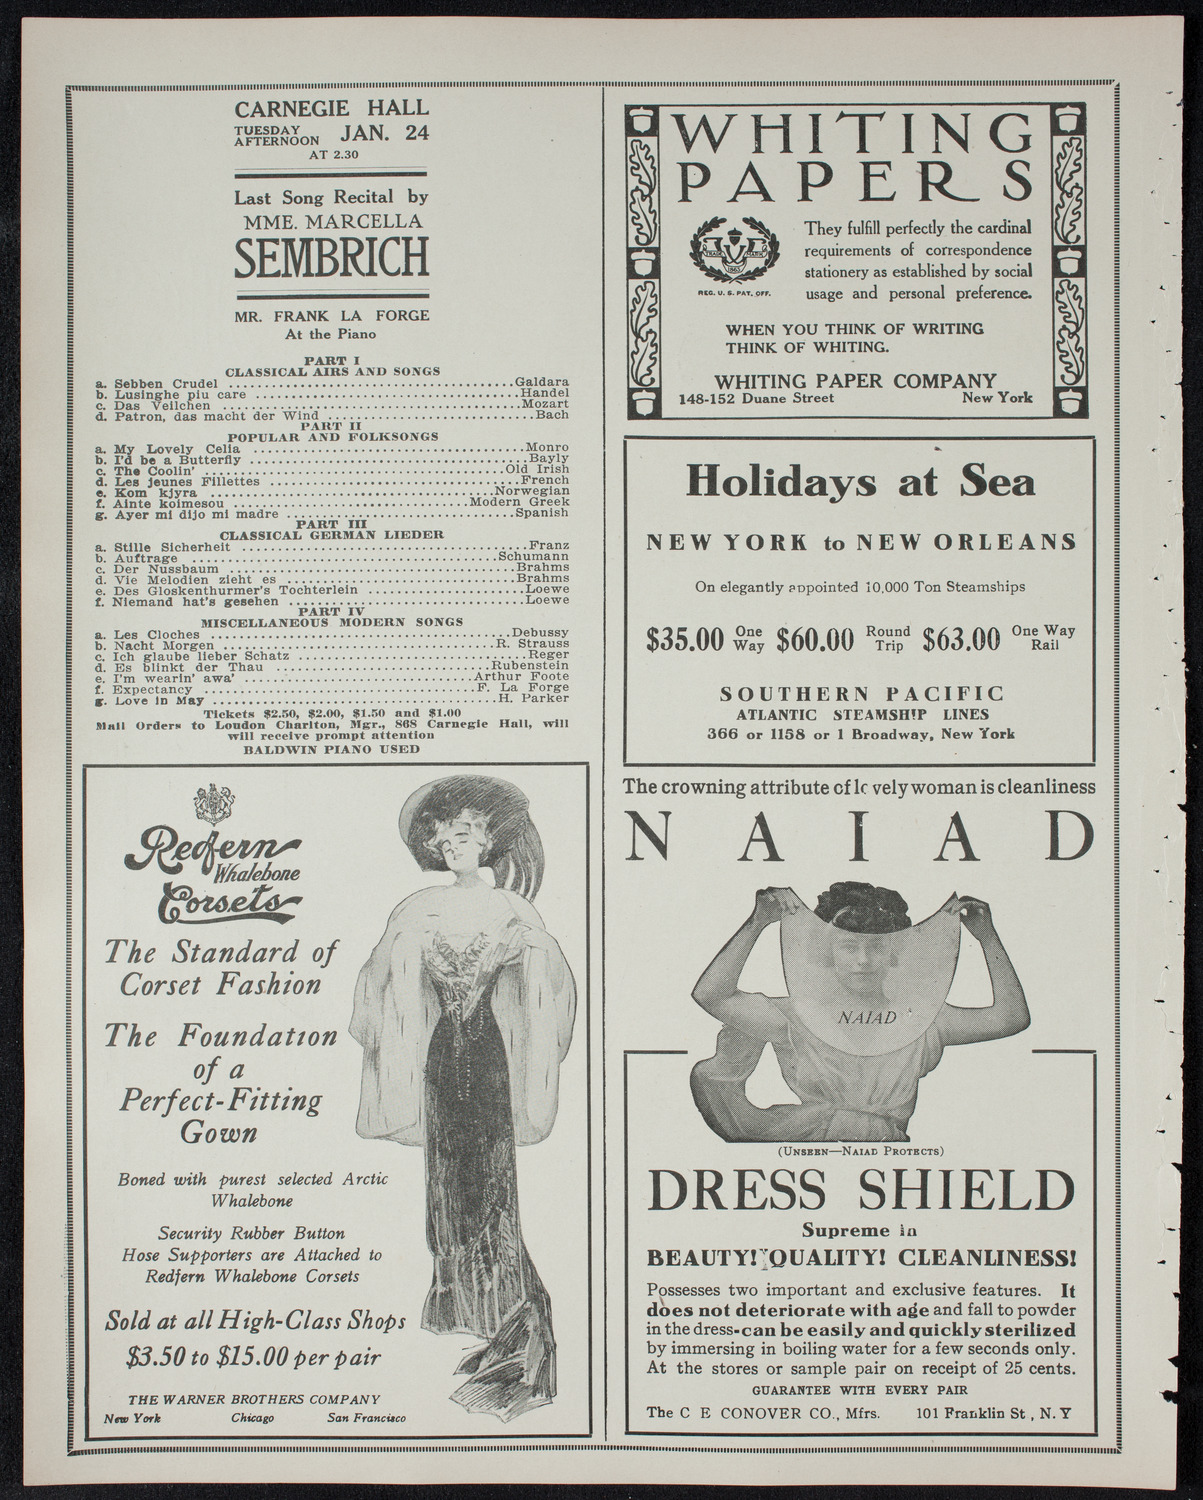 CARNEGIE HALL
TUESDAY AFTERNOON JAN. 24
AT 2.30
Last Song Recital by
MME. MARCELLA
SEMBRICH
MR. FRANK LA FORGE
At the Piano
PART I
CLASSICAL AIRS AND SONGS
a. Sebben Crudel ........................................Galdara
b. Lusinghe piu care ........................................Handel
c. Das Veilchen ........................................Mozart
d. Patron, das macht der Wind ..............................Bach
PART II
POPULAR AND FOLKSONGS
a. My Lovely Celia ........................................Monro
b. I'd be a Butterfly ........................................Bayly
c. The Coolin' ........................................Old Irish
d. Les jeunes Fillettes ........................................French
e. Kom kjyra ........................................Norwegian
f. Ainte koimesou ..............................Modern Greek
g. Ayer mi dijo mi madre ..............................Spanish
PART III
CLASSICAL GERMAN LIEDER
a. Stille Sicherheit ........................................Franz
b. Auftrage ........................................Schumann
c. Der Nussbaum ........................................Brahms
d. Vie Melodien zieht es ........................................Brahms
e. Des Gloskenthurmer's Tochterlein ....................Loewe
f. Niemand hat's gesehen ..............................Loewe
PART IV
MISCELLANEOUS MODERN SONGS
a. Les Cloches ........................................Debussy
b. Nacht Morgen ........................................R. Strauss
c. Ich glaube lieber Schatz ..............................Reger
d. Es blinkt der Thau ..............................Rubenstein
e. I'm wearin' awa' ..............................Arthur Foote
f. Expectancy ........................................F. La Forge
g. Love in May ........................................H. Parker
Tickets $2.50, $2.00, $1.50 and $1.00
Mail Orders to Loudon Charlton, Mgr., 868 Carnegie Hall, will
will receive prompt attention
BALDWIN PIANO USED
Redfern
Whalebone
Corsets
The Standard of
Corset Fashion
The Foundation
of a
Perfect-Fitting
Gown
Boned with purest selected Arctic
Whalebone
Security Rubber Button
Hose Supporters are Attached to
Redfern Whalebone Corsets
Sold at all High-Class Shops
$3.50 to $15.00 per pair
THE WARNER BROTHERS COMPANY
New York Chicago San Francisco
WHITING
PAPERS
TRADE MARK
1865
REG. U. S. PAT. OFF.
They fulfill perfectly the cardinal
requirements of correspondence
stationery as established by social
usage and personal preference.
WHEN YOU THINK OF WRITING
THINK OF WHITING.
WHITING PAPER COMPANY
148-152 Duane Street New York
Holidays at Sea
NEW YORK to NEW ORLEANS
On elegantly appointed 10,000 Ton Steamships
$35.00 One Way $60.00 Round Trip $63.00 One Way Rail
SOUTHERN PACIFIC
ATLANTIC STEAMSHIP LINES
366 or 1158 or 1 Broadway, New York
The crowning attribute of lovely woman is cleanliness
NAIAD
NAIAD
(UNSEEN—NAIAD PROTECTS)
DRESS SHIELD
Supreme in
BEAUTY! QUALITY! CLEANLINESS!
Possesses two important and exclusive features. It
does not deteriorate with age and fall to powder
in the dress-can be easily and quickly sterilized
by immersing in boiling water for a few seconds only.
At the stores or sample pair on receipt of 25 cents.
GUARANTEE WITH EVERY PAIR
The C E CONOVER CO., Mfrs. 101 Franklin St , N. Y